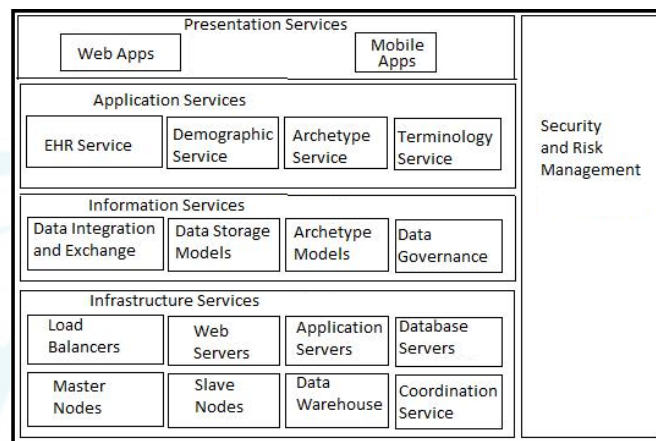 Presentation Services
Web Apps
Mobile
Apps
Application Services
EHR Service
Demographic
Service
Archetype
Service
Terminology
Service
Information Services
Data Integration
and Exchange
Data Storage
Models
Archetype
Models
Data
Governance
Infrastructure Services
Load
Balancers
Web
Servers
Application
Servers
Database
Servers
Master
Nodes
Slave
Nodes
Data
Warehouse
Coordination
Service
Security
and Risk
Management